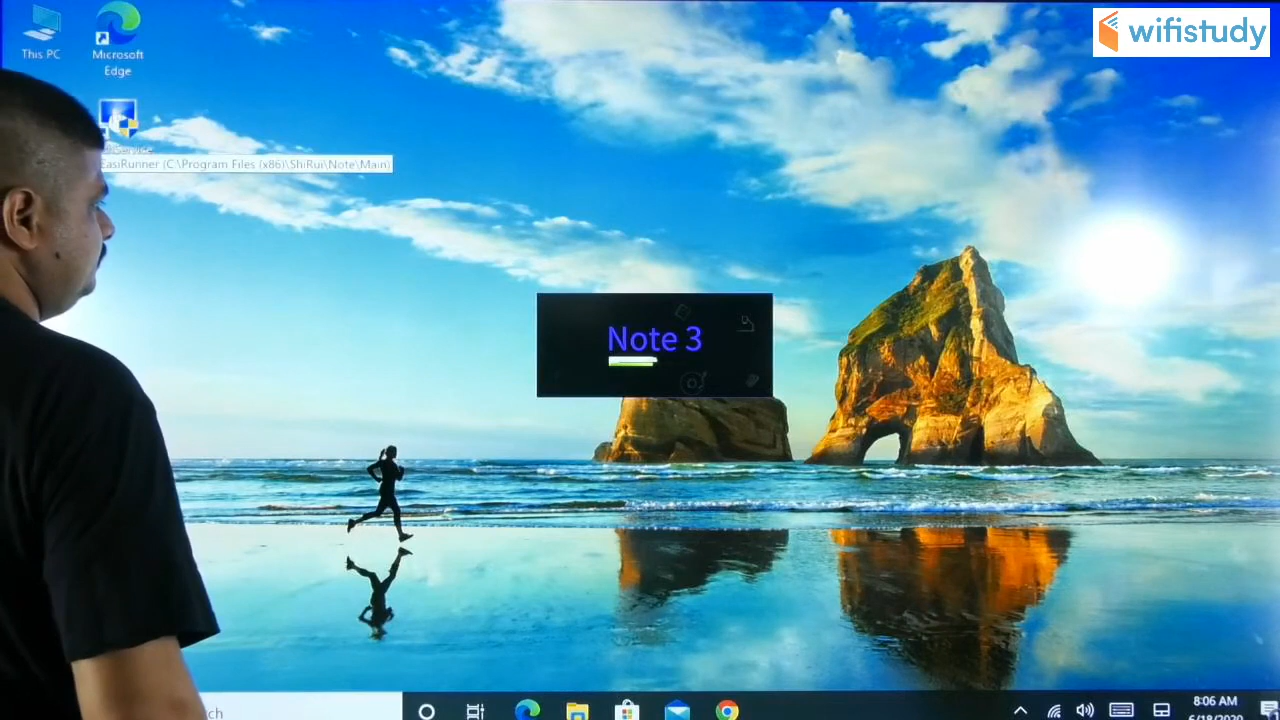 This PC
Microsoft
Edge
wifistudy
EasiRunner (C:\Program Files (x86)\ShiRui\Note\Main)
Note 3
8:06 AM